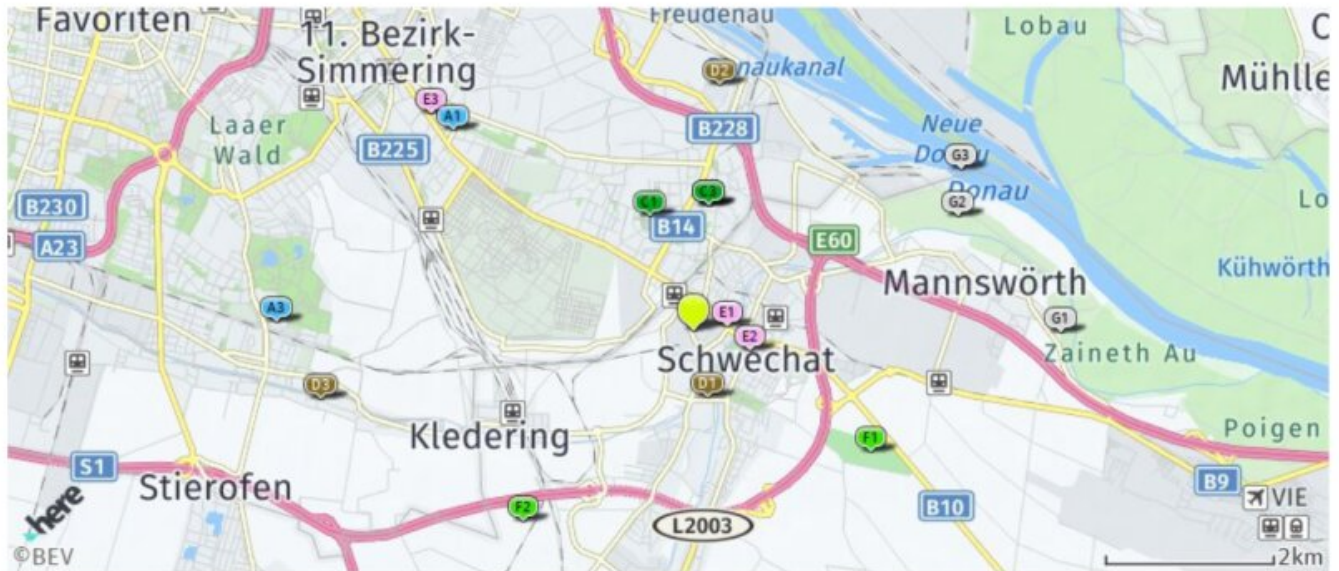 Favoriten
11. Bezirk-
Simmering
Freudenau
Lobau
Mühlle
naukanal
D2
E3
A1
Laaer
Wald
B225
B228
Neue
Donau
G3
Donau
G2
B230
A23
C1
C3
B14
E60
Lo
Kühwörth
Mannswörth
A3
E1
E2
G1
Schwechat
Zaineth Au
D3
D1
Kledering
F1
Poigen
S1
Stierofen
F2
L2003
B10
B9
VIE
here
©BEV
2km